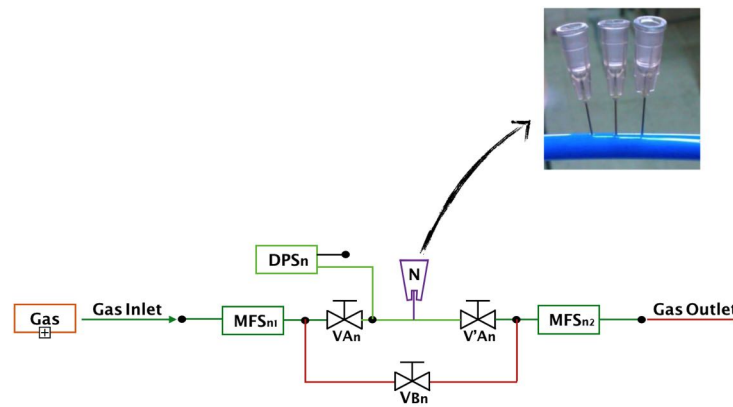 DPSn
N
Gas
Gas Inlet
MFSn1
VAn
V'An
MFSn2
Gas Outlet
VBn